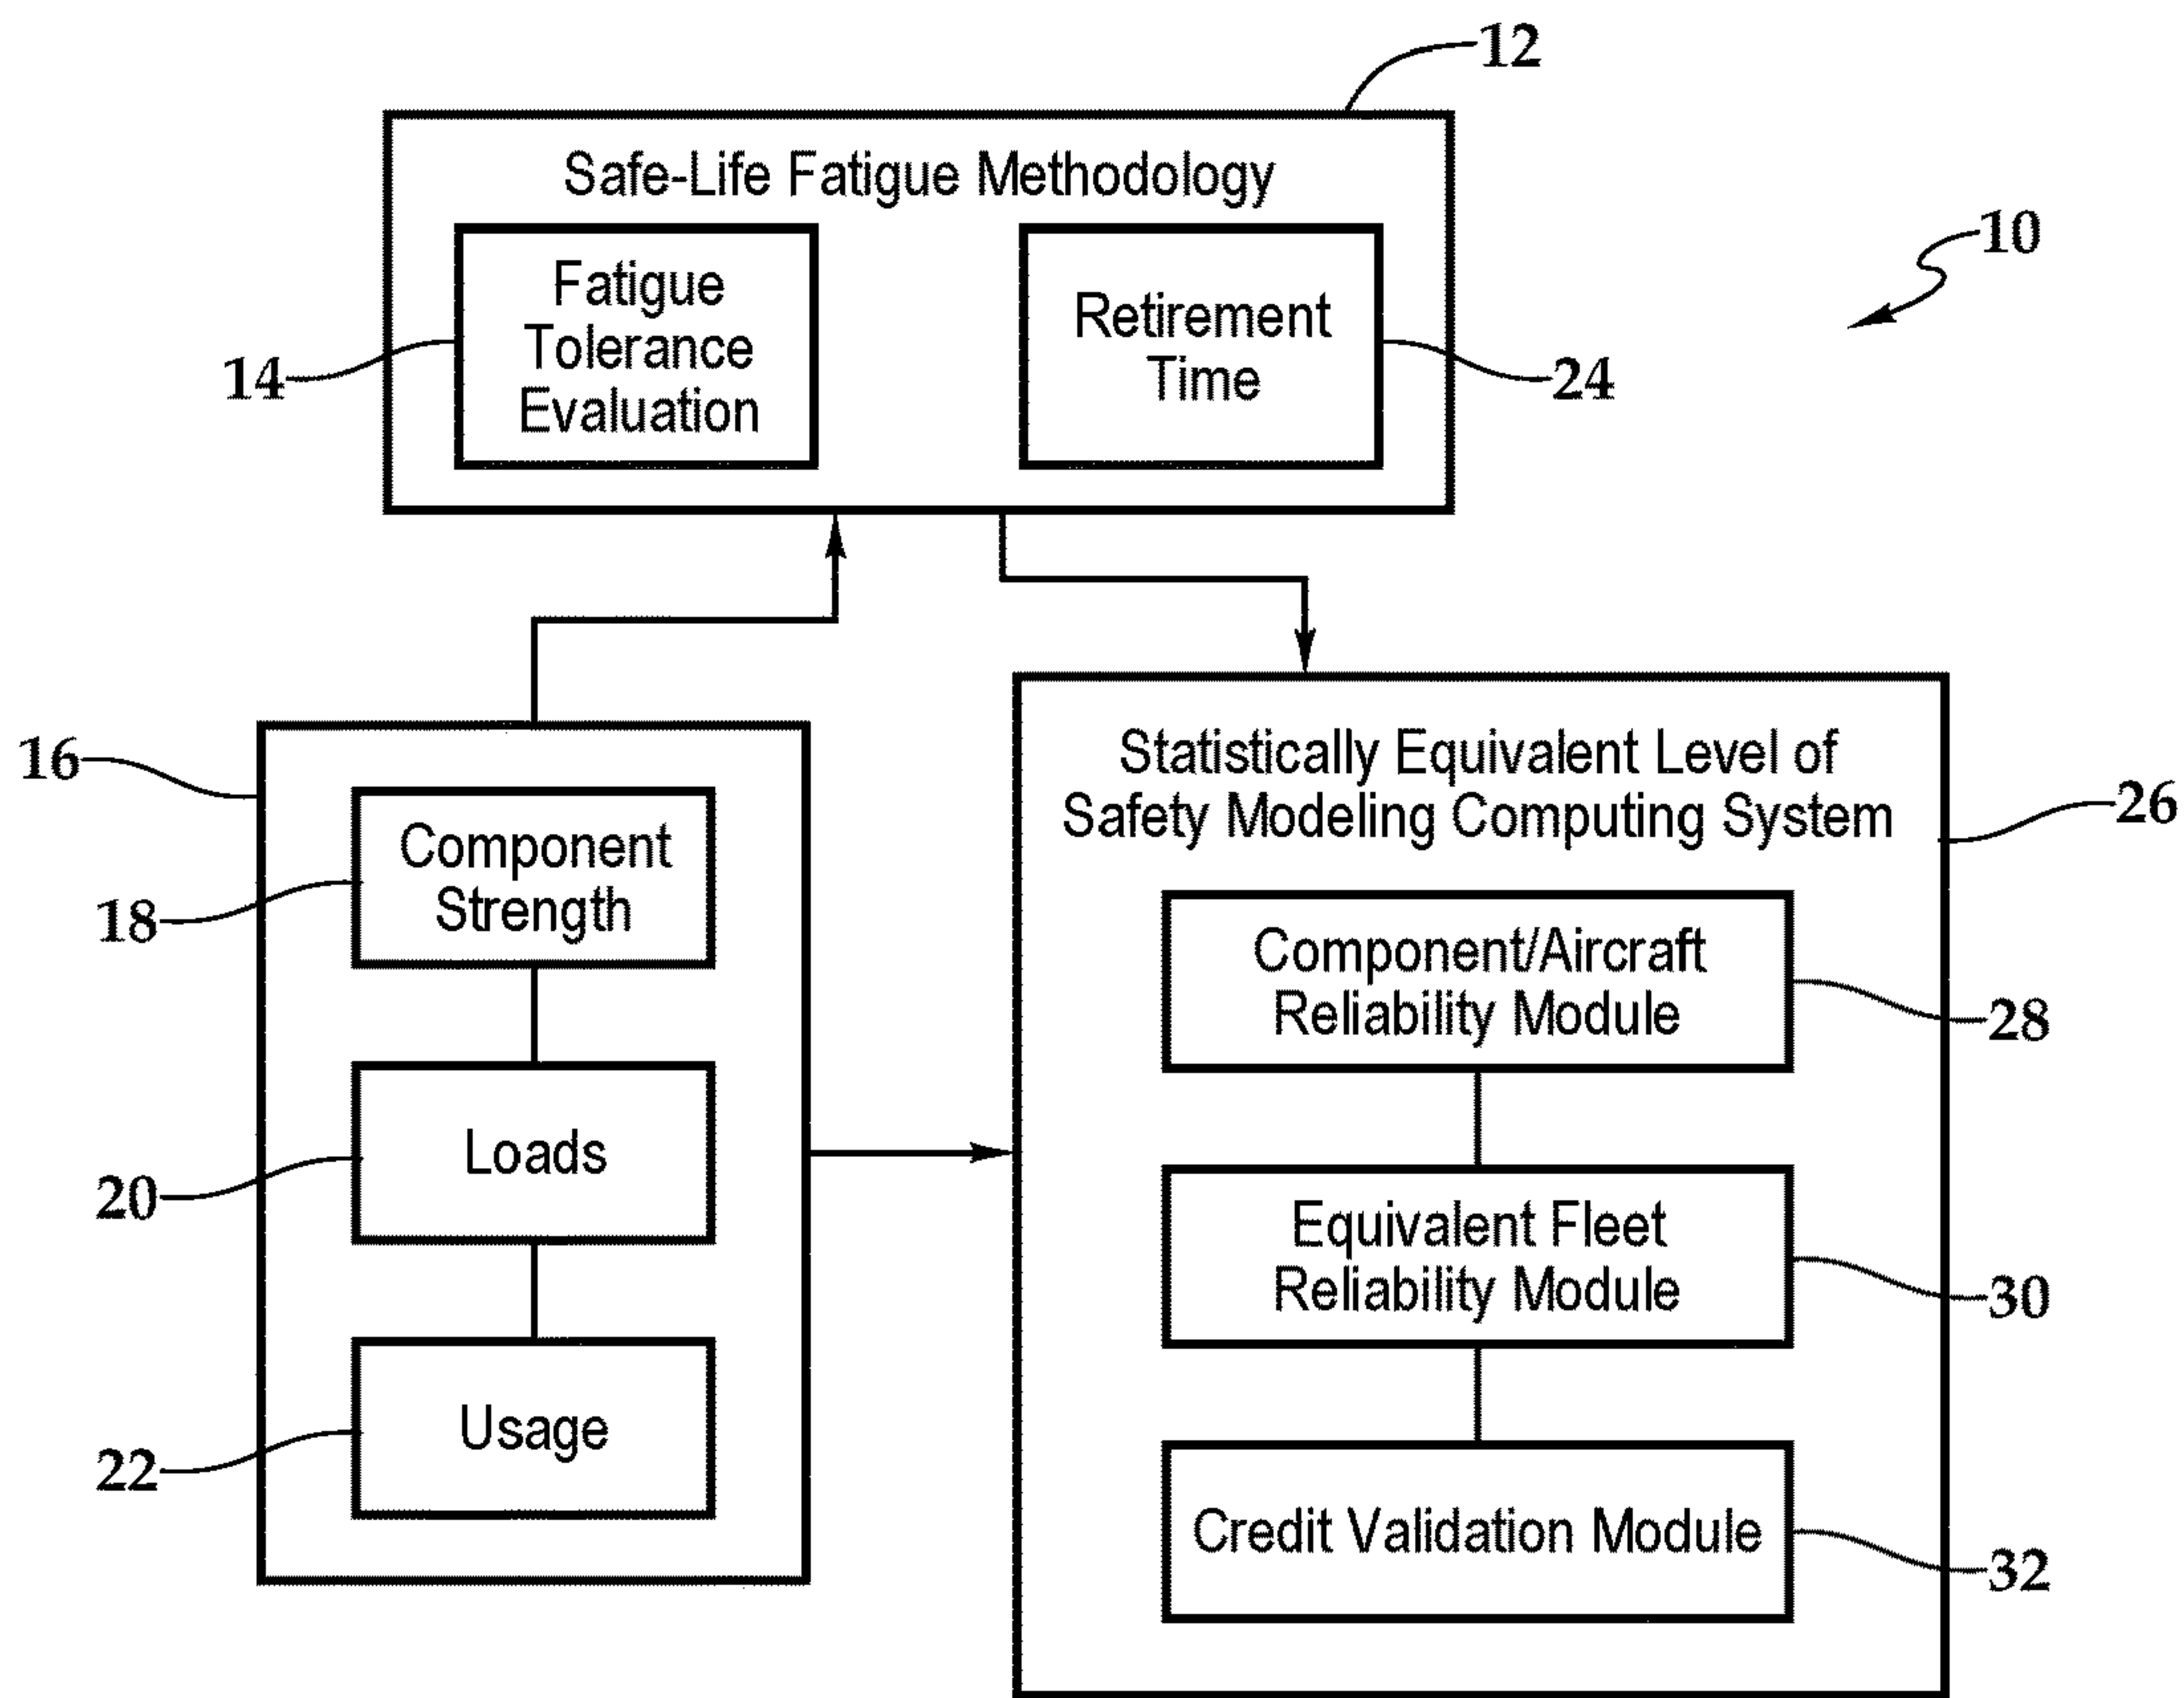 12
Safe-Life Fatigue Methodology
10
Fatigue
Tolerance
Evaluation
14
Retirement
Time
24
16
Component
Strength
18
Loads
20
Usage
22
Statistically Equivalent Level of
Safety Modeling Computing System
26
Component/Aircraft
Reliability Module
28
Equivalent Fleet
Reliability Module
30
Credit Validation Module
32